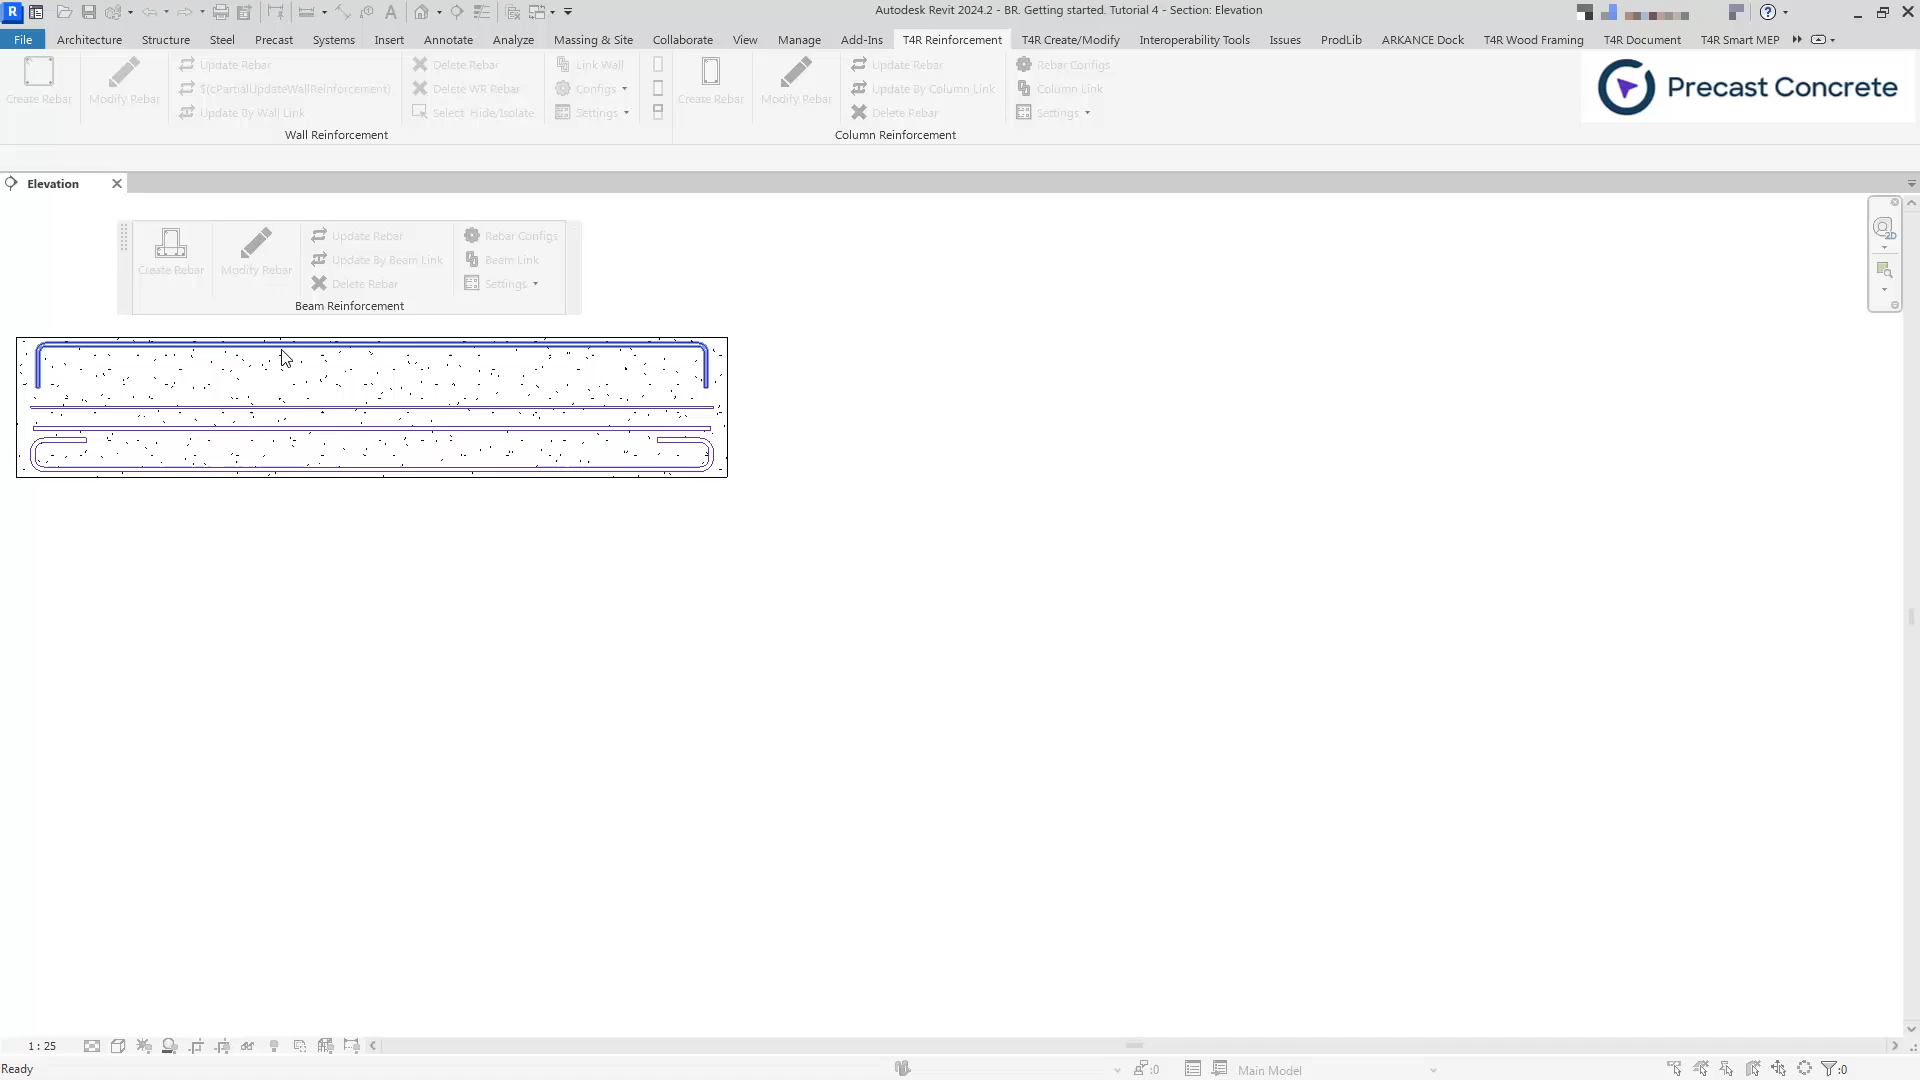 Autodesk Revit 2024.2 - BR. Getting started. Tutorial 4 - Section: Elevation
File Architecture Structure Steel Precast Systems Insert Annotate Analyze Massing & Site Collaborate View Manage Add-Ins T4R Reinforcement T4R Create/Modify Interoperability Tools Issues ProdLib ARKANCE Dock T4R Wood Framing T4R Document T4R Smart MEP
Create Rebar
Modify Rebar
Update Rebar
$(cPartialUpdateWallReinforcement)
Update By Wall Link
Delete Rebar
Delete WR Rebar
Select Hide/Isolate
Link Wall
Configs
Settings
Wall Reinforcement
Create Rebar
Modify Rebar
Update Rebar
Update By Column Link
Delete Rebar
Rebar Configs
Column Link
Settings
Column Reinforcement
Precast Concrete
Elevation
2D
Create Rebar
Modify Rebar
Update Rebar
Update By Beam Link
Delete Rebar
Rebar Configs
Beam Link
Settings
Beam Reinforcement
1 : 25
Ready
:0
Main Model
:0